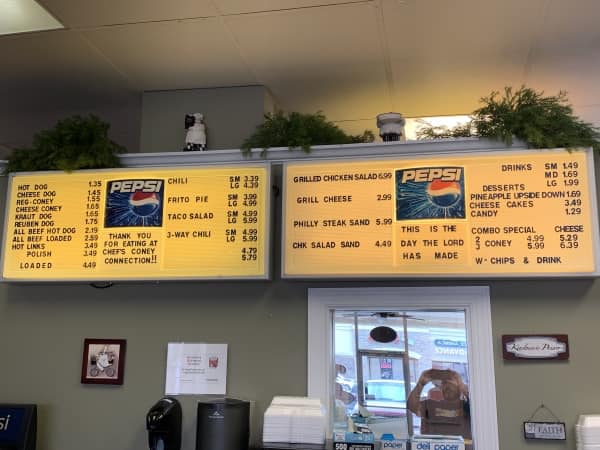 HOT DOG 1.35
CHEESE DOG 1.45
REG-CONEY 1.55
CHEESE CONEY 1.65
KRAUT DOG 1.65
REUBEN DOG 1.75
ALL BEEF HOT DOG 2.19
ALL BEEF LOADED 2.59
HOT LINKS 3.49
POLISH 3.49
LOADED 4.49
PEPSI
THANK YOU
FOR EATING AT
CHEF'S CONEY
CONNECTION!!
CHILI SM 3.39
LG 4.39
FRITO PIE SM 3.99
LG 4.99
TACO SALAD SM 4.99
LG 5.99
3-WAY CHILI SM 4.99
LG 5.99
4.79
5.79
GRILLED CHICKEN SALAD 6.99
GRILL CHEESE 2.99
PHILLY STEAK SAND 5.99
CHK SALAD SAND 4.49
PEPSI
THIS IS THE
DAY THE LORD
HAS MADE
DRINKS SM 1.49
MD 1.69
LG 1.99
DESSERTS
PINEAPPLE UPSIDE DOWN 1.69
CHEESE CAKES 3.49
CANDY 1.29
COMBO SPECIAL CHEESE
2 CONEY 4.99 5.29
3 5.99 6.39
W- CHIPS & DRINK
FAITH
500
paper
deli paper